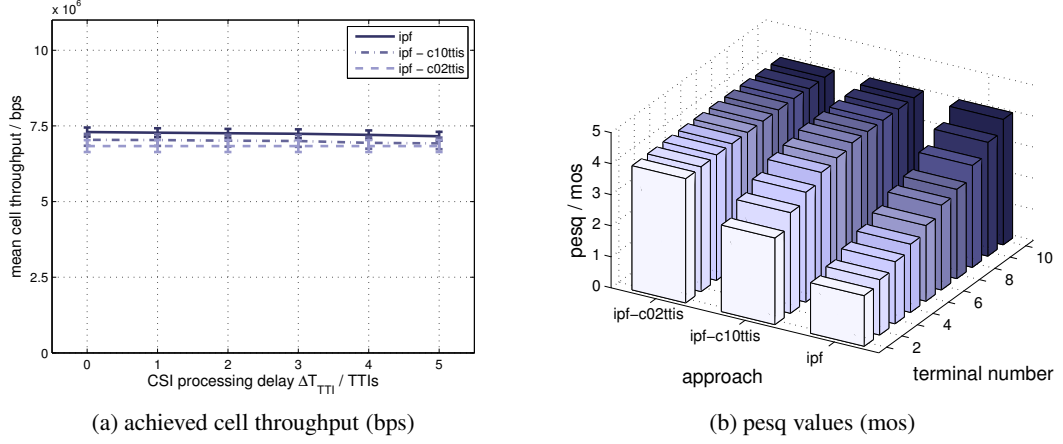 x 10^6
10
7.5
5
2.5
0
0
1
2
3
4
5
mean cell throughput / bps
CSI processing delay ΔT_TTI / TTIs
ipf
ipf − c10ttis
ipf − c02ttis
(a) achieved cell throughput (bps)
5
4
3
2
1
0
pesq / mos
ipf−c02ttis
ipf−c10ttis
ipf
approach
2
4
6
8
10
terminal number
(b) pesq values (mos)